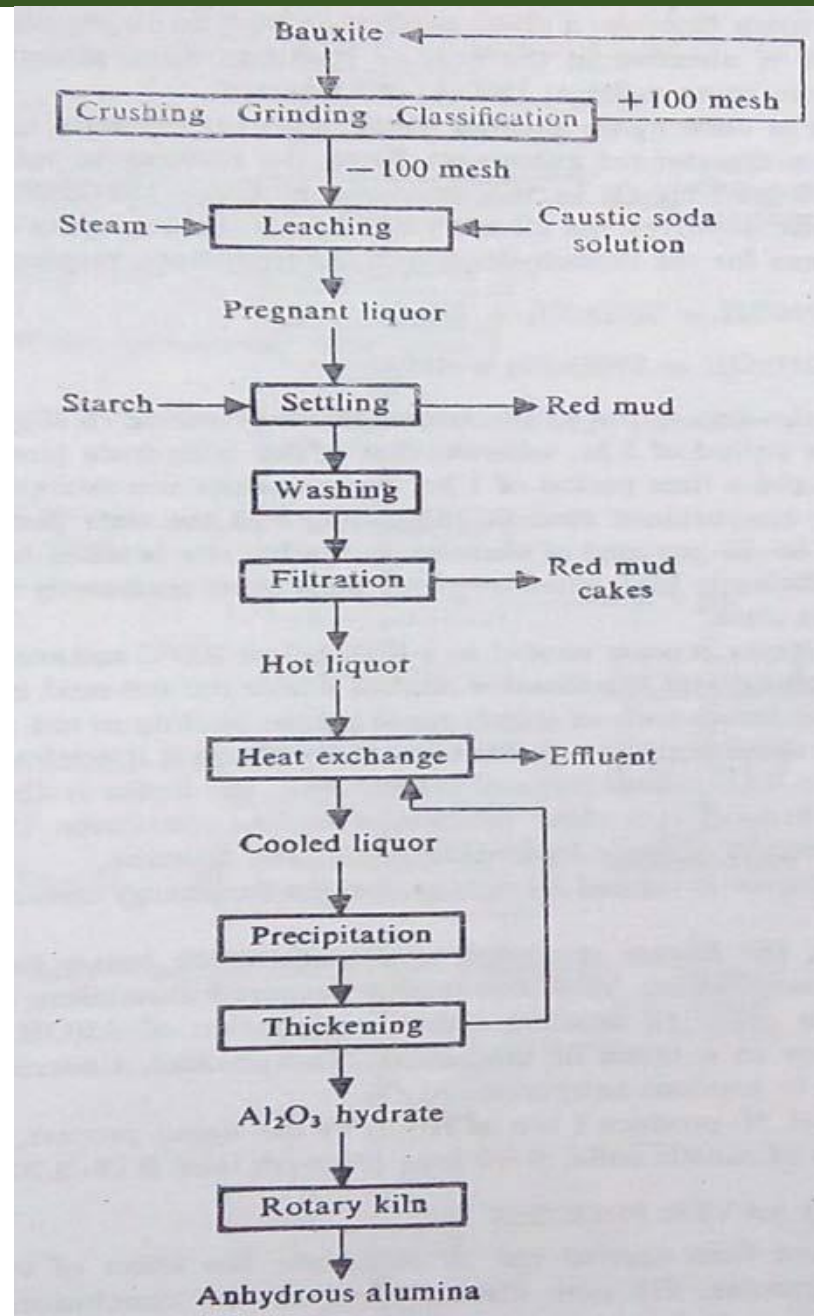 Bauxite
Crushing Grinding Classification
+100 mesh
−100 mesh
Steam
Leaching
Caustic soda
solution
Pregnant liquor
Starch
Settling
Red mud
Washing
Filtration
Red mud
cakes
Hot liquor
Heat exchange
Effluent
Cooled liquor
Precipitation
Thickening
Al₂O₃ hydrate
Rotary kiln
Anhydrous alumina